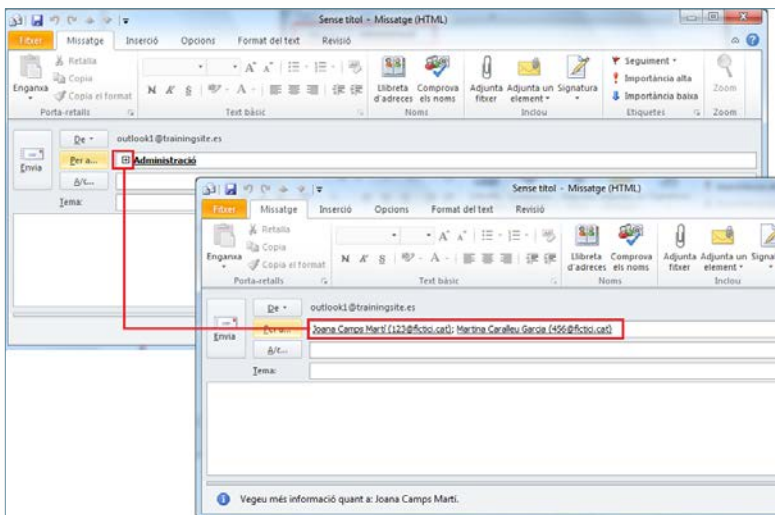 Sense títol - Missatge (HTML)
Fitxer Missatge Inserció Opcions Format del text Revisió
Enganxa
Retalla
Copia
Copia el format
Porta-retalls
N K S
Text bàsic
Llibreta d'adreces
Comprova els noms
Noms
Adjunta fitxer
Adjunta un element
Signatura
Inclou
Seguiment
Importància alta
Importància baixa
Etiquetes
Zoom
Zoom
De
outlook1@trainingsite.es
Envia
Per a...
Administració
A/c...
Tema:
Sense títol - Missatge (HTML)
Fitxer Missatge Inserció Opcions Format del text Revisió
Enganxa
Retalla
Copia
Copia el format
Porta-retalls
N K S
Text bàsic
Llibreta d'adreces
Comprova els noms
Noms
Adjunta fitxer
Adjunta un element
Inclou
De
outlook1@trainingsite.es
Envia
Per a...
Joana Camps Martí (123@fictici.cat); Martina Caralleu Garcia (456@fictici.cat)
A/c...
Tema:
Vegeu més informació quant a: Joana Camps Martí.